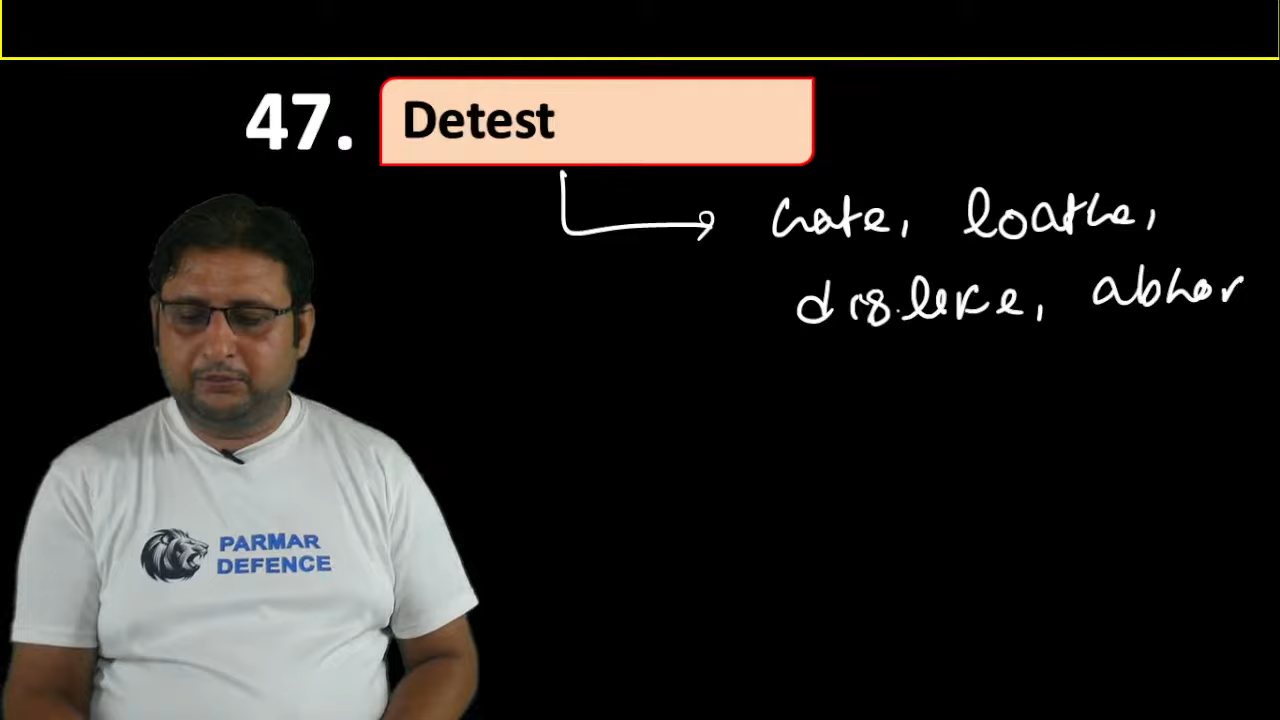 47. Detest
hate, loathe,
dislike, abhor
PARMAR
DEFENCE